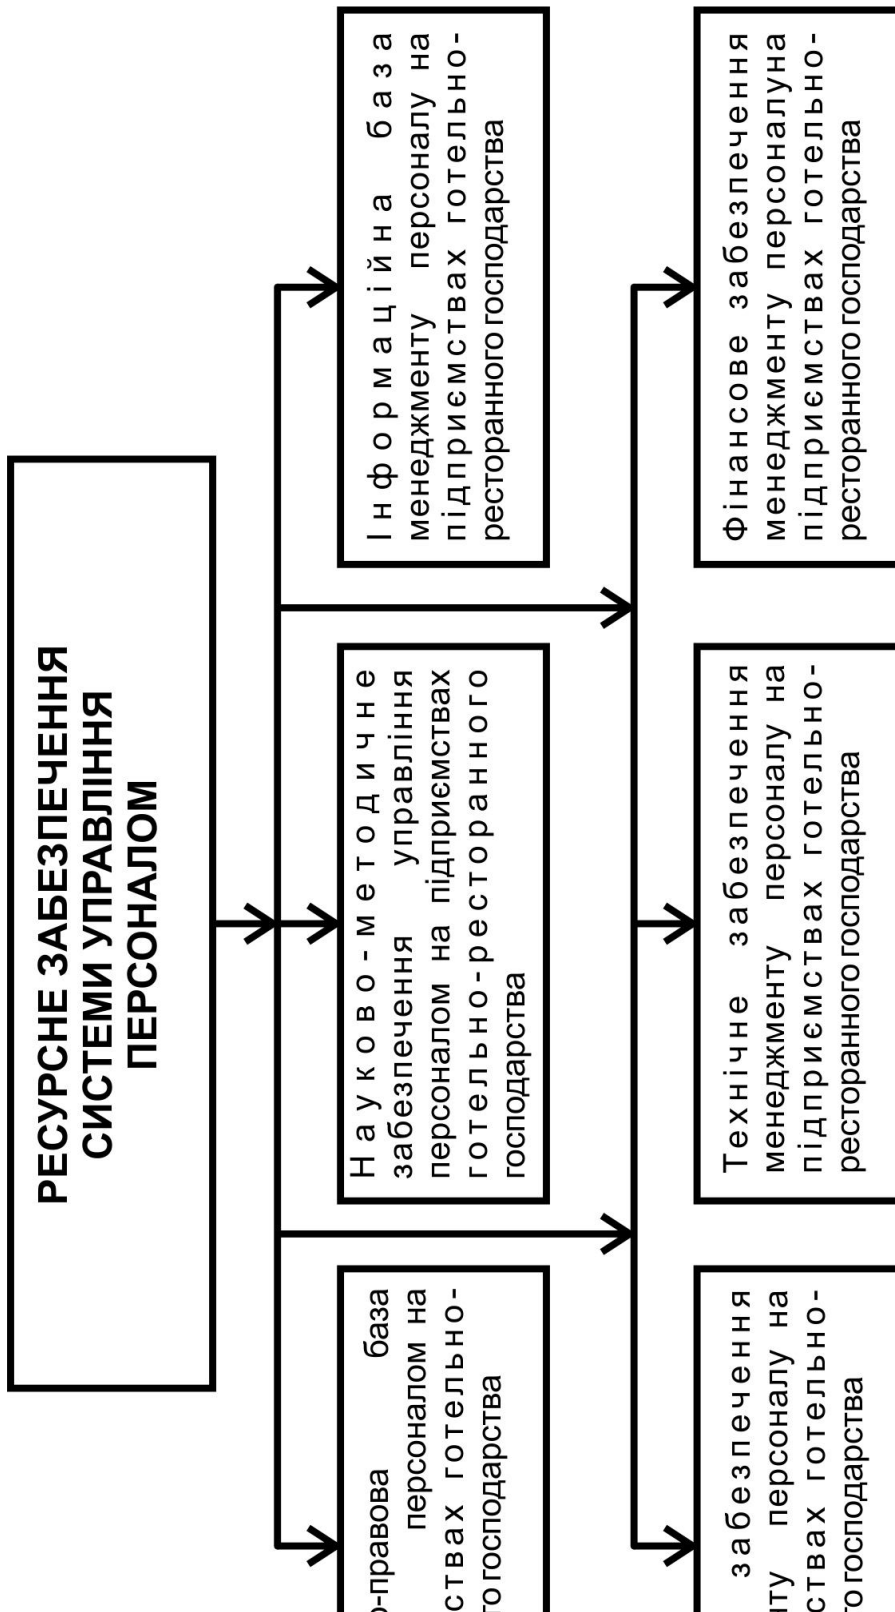 РЕСУРСНЕ ЗАБЕЗПЕЧЕННЯ
СИСТЕМИ УПРАВЛІННЯ
ПЕРСОНАЛОМ
-правова база
персоналом на
ствах готельно-
го господарства
Науково-методичне
забезпечення управління
персоналом на підприємствах
готельно-ресторанного
господарства
Інформаційна база
менеджменту персоналу на
підприємствах готельно-
ресторанного господарства
забезпечення
нту персоналу на
ствах готельно-
го господарства
Технічне забезпечення
менеджменту персоналу на
підприємствах готельно-
ресторанного господарства
Фінансове забезпечення
менеджменту персоналуна
підприємствах готельно-
ресторанного господарства